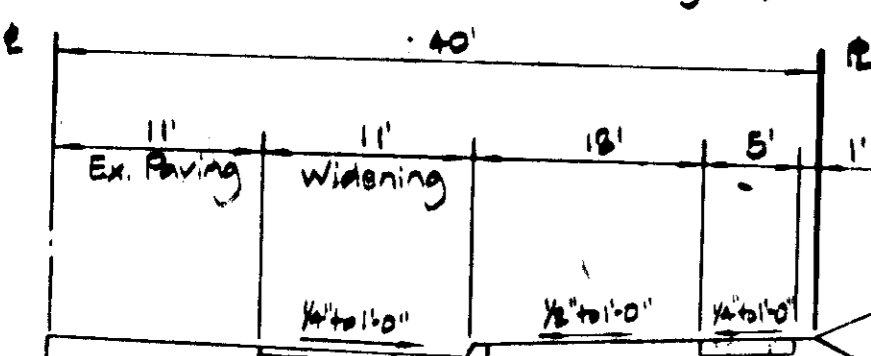 ℄ 40' ⅊
11' 11' 12' 5' 1'
Ex. Paving Widening
1/4" to 1'-0" 1/2" to 1'-0" 1/4" to 1'-0"